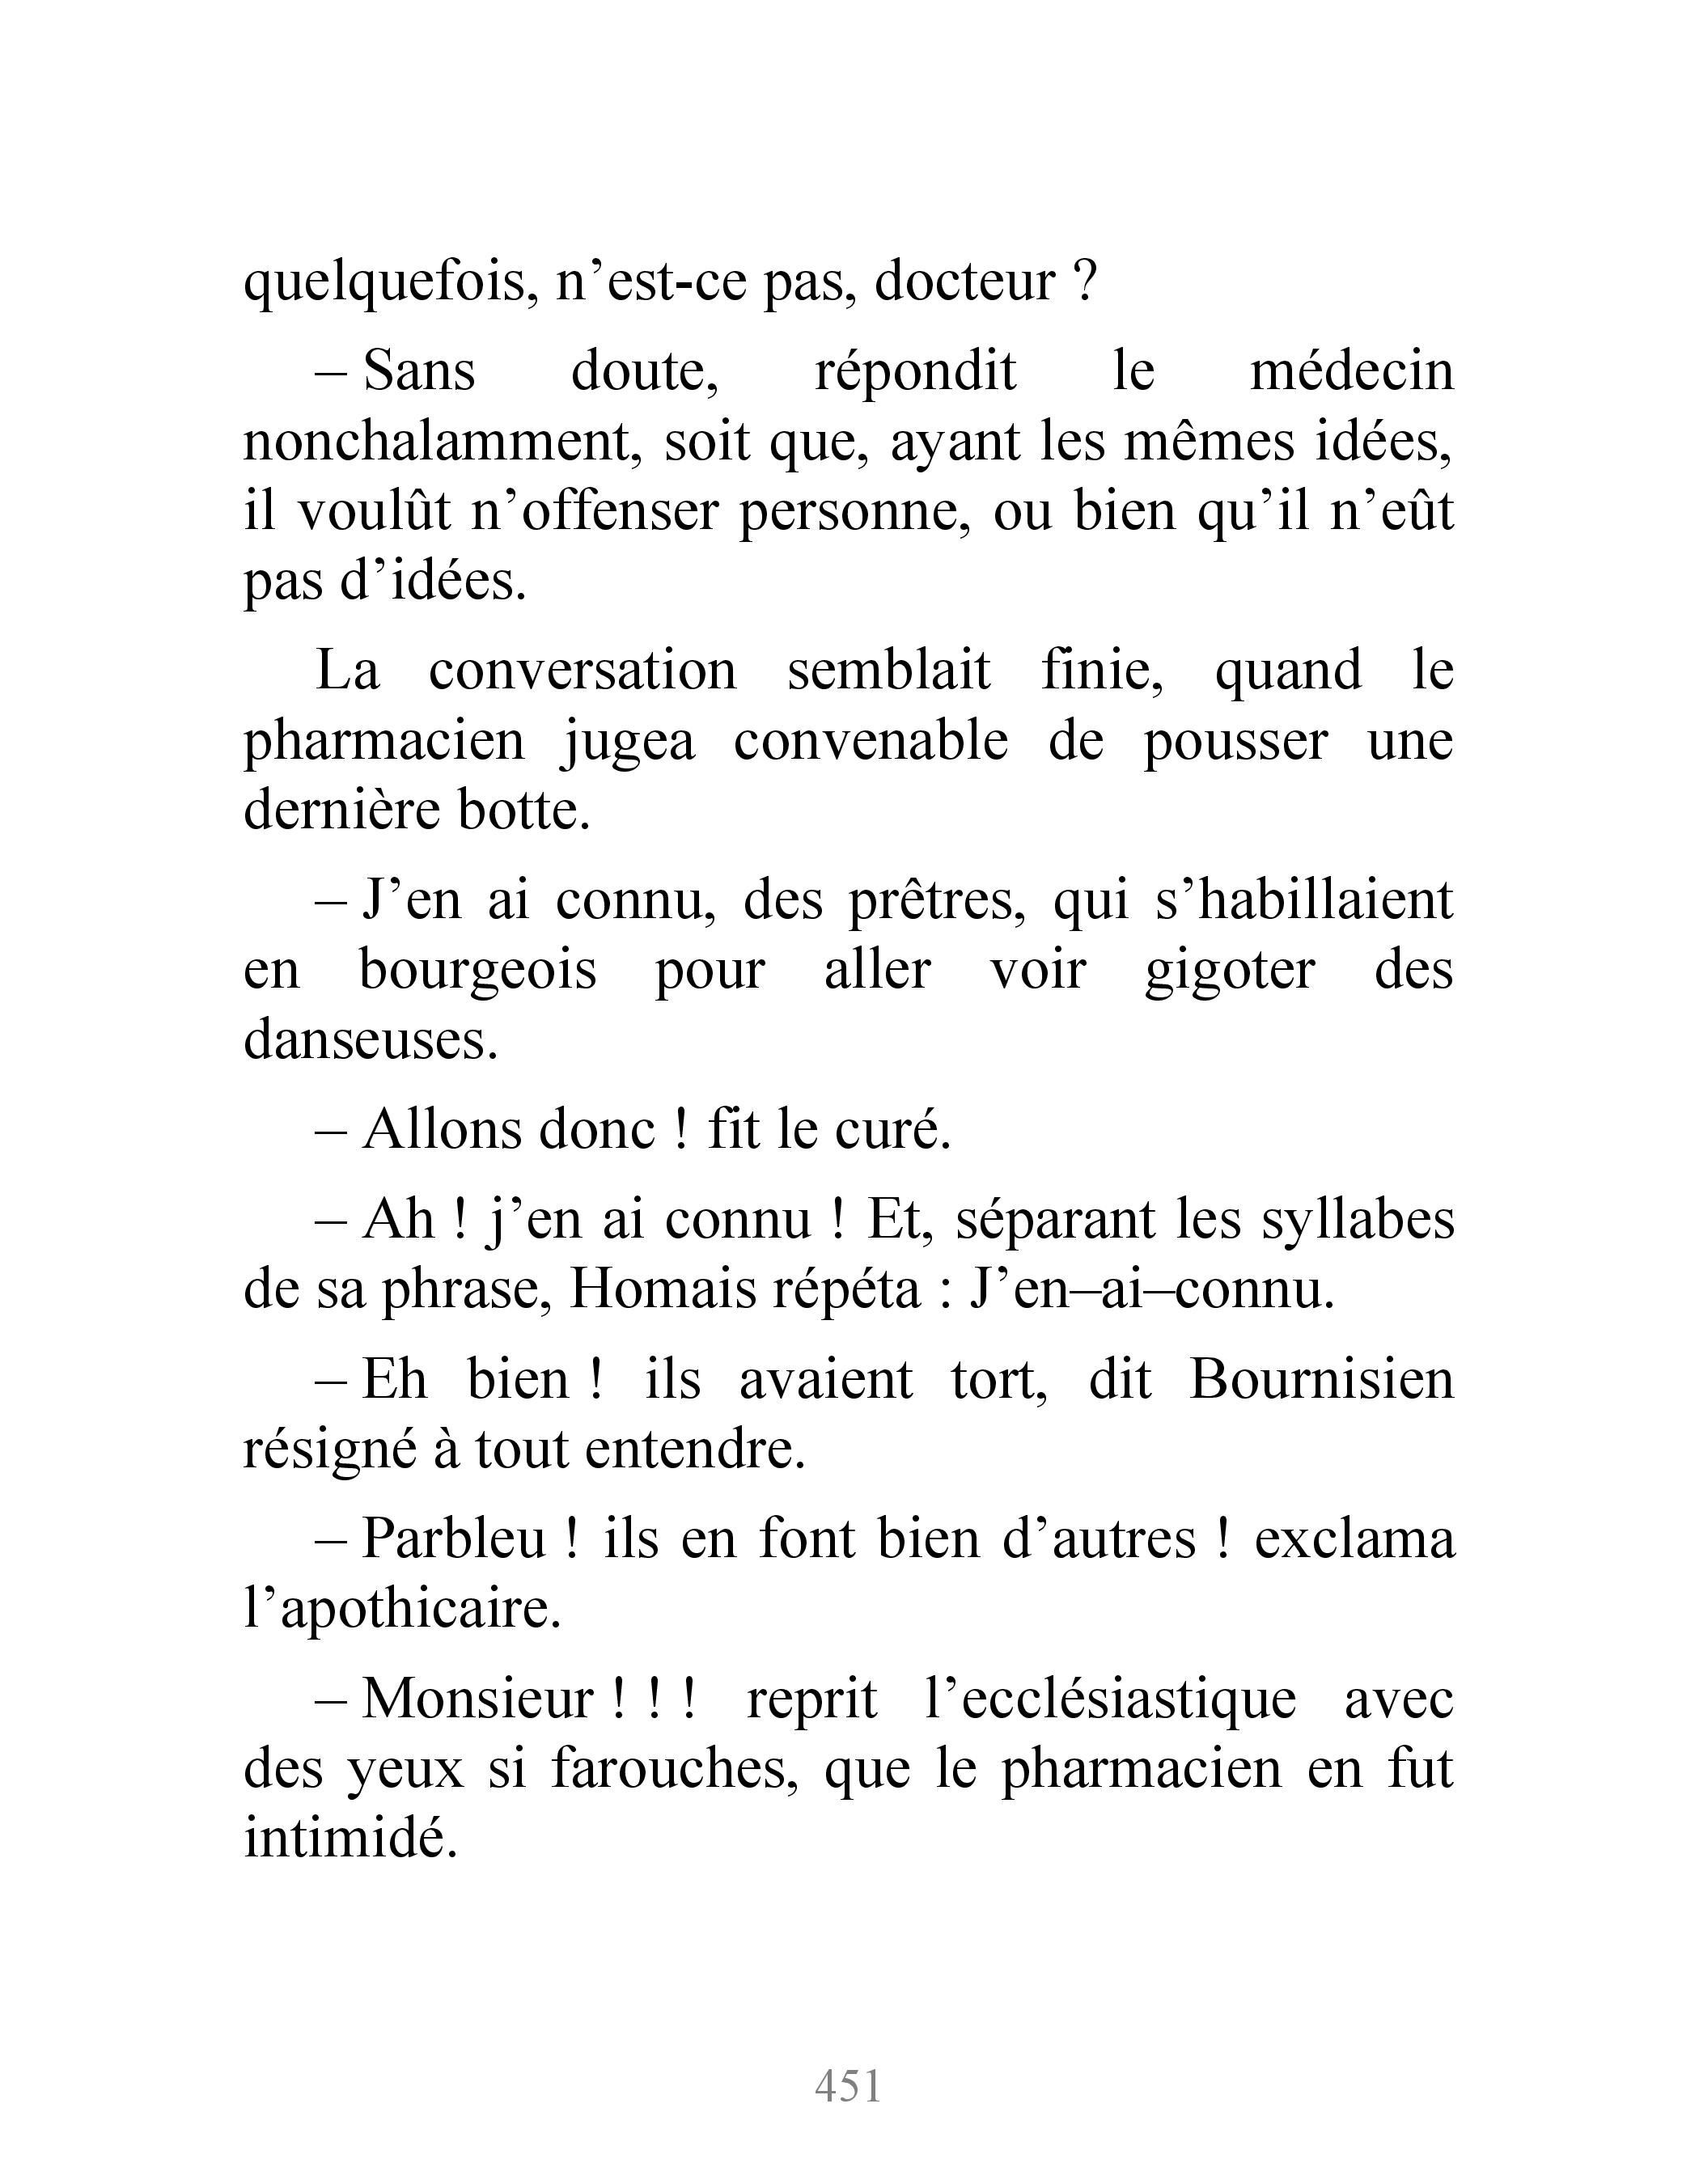 quelquefois, n’est-ce pas, docteur ?
– Sans doute, répondit le médecin
nonchalamment, soit que, ayant les mêmes idées,
il voulût n’offenser personne, ou bien qu’il n’eût
pas d’idées.
La conversation semblait finie, quand le
pharmacien jugea convenable de pousser une
dernière botte.
– J’en ai connu, des prêtres, qui s’habillaient
en bourgeois pour aller voir gigoter des
danseuses.
– Allons donc ! fit le curé.
– Ah ! j’en ai connu ! Et, séparant les syllabes
de sa phrase, Homais répéta : J’en–ai–connu.
– Eh bien ! ils avaient tort, dit Bournisien
résigné à tout entendre.
– Parbleu ! ils en font bien d’autres ! exclama
l’apothicaire.
– Monsieur ! ! ! reprit l’ecclésiastique avec
des yeux si farouches, que le pharmacien en fut
intimidé.
451